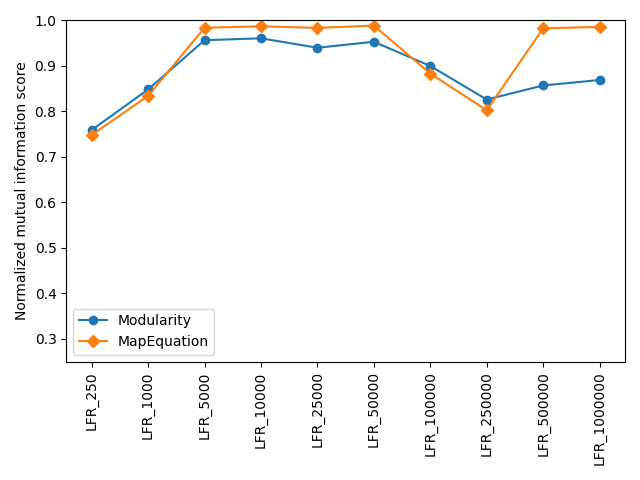 Normalized mutual information score
1.0
0.9
0.8
0.7
0.6
0.5
0.4
0.3
Modularity
MapEquation
LFR_250
LFR_1000
LFR_5000
LFR_10000
LFR_25000
LFR_50000
LFR_100000
LFR_250000
LFR_500000
LFR_1000000